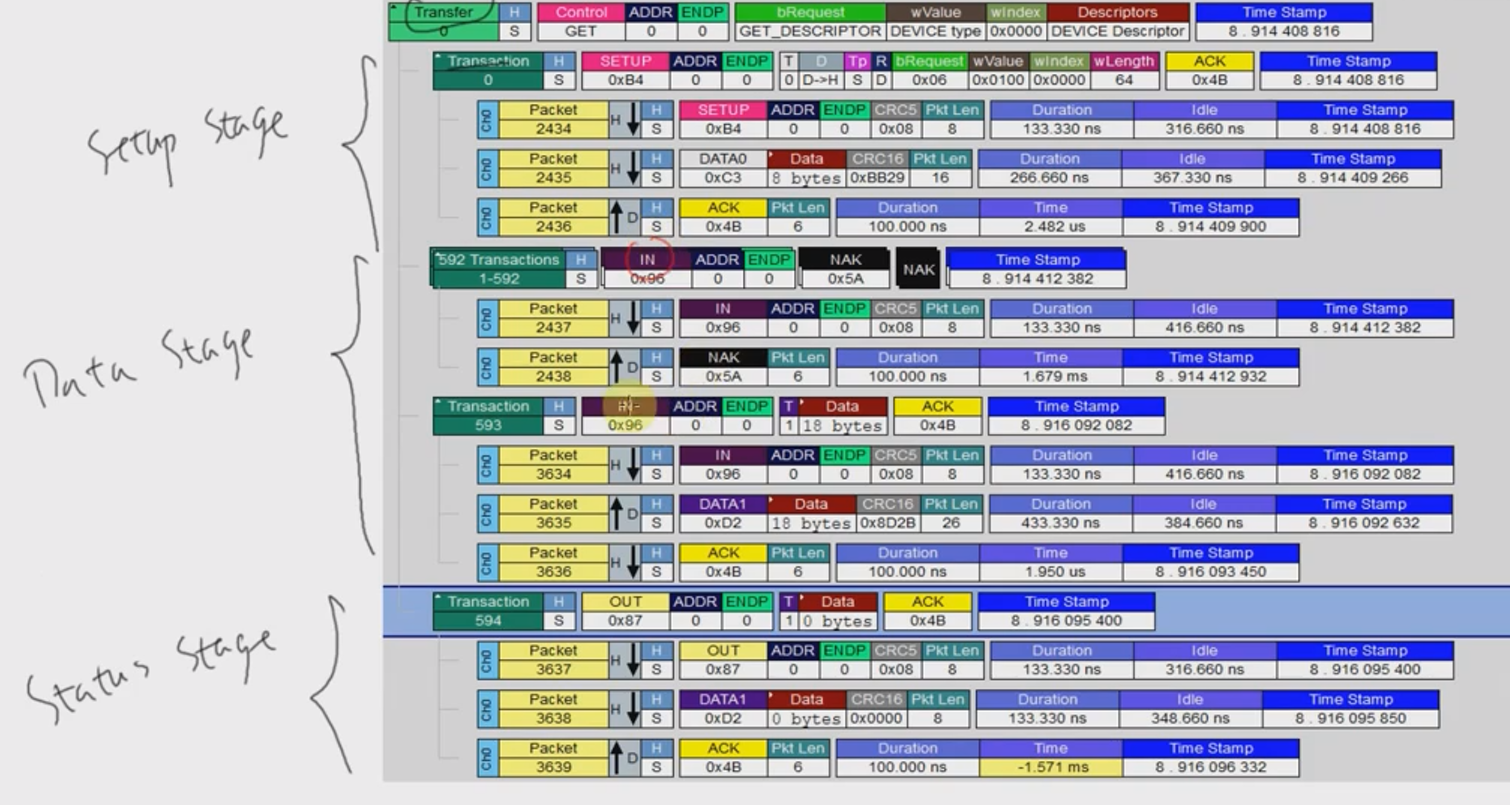 Transfer H Control ADDR ENDP bRequest wValue wIndex Descriptors Time Stamp
0 S GET 0 0 GET_DESCRIPTOR DEVICE type 0x0000 DEVICE Descriptor 8 . 914 408 816
Transaction H SETUP ADDR ENDP T D Tp R bRequest wValue wIndex wLength ACK Time Stamp
0 S 0xB4 0 0 0 D->H S D 0x06 0x0100 0x0000 64 0x4B 8 . 914 408 816
Setup Stage
Ch0 Packet H H SETUP ADDR ENDP CRC5 Pkt Len Duration Idle Time Stamp
2434 S 0xB4 0 0 0x08 8 133.330 ns 316.660 ns 8 . 914 408 816
Ch0 Packet H H DATA0 Data CRC16 Pkt Len Duration Idle Time Stamp
2435 S 0xC3 8 bytes 0xBB29 16 266.660 ns 367.330 ns 8 . 914 409 266
Ch0 Packet D H ACK Pkt Len Duration Time Time Stamp
2436 S 0x4B 6 100.000 ns 2.482 us 8 . 914 409 900
592 Transactions H IN ADDR ENDP NAK NAK Time Stamp
1-592 S 0x96 0 0 0x5A 8 . 914 412 382
Ch0 Packet H H IN ADDR ENDP CRC5 Pkt Len Duration Idle Time Stamp
2437 S 0x96 0 0 0x08 8 133.330 ns 416.660 ns 8 . 914 412 382
Data Stage
Ch0 Packet D H NAK Pkt Len Duration Time Time Stamp
2438 S 0x5A 6 100.000 ns 1.679 ms 8 . 914 412 932
Transaction H IN ADDR ENDP T Data ACK Time Stamp
593 S 0x96 0 0 1 18 bytes 0x4B 8 . 916 092 082
Ch0 Packet H H IN ADDR ENDP CRC5 Pkt Len Duration Idle Time Stamp
3634 S 0x96 0 0 0x08 8 133.330 ns 416.660 ns 8 . 916 092 082
Ch0 Packet D H DATA1 Data CRC16 Pkt Len Duration Idle Time Stamp
3635 S 0xD2 18 bytes 0x8D2B 26 433.330 ns 384.660 ns 8 . 916 092 632
Ch0 Packet H H ACK Pkt Len Duration Time Time Stamp
3636 S 0x4B 6 100.000 ns 1.950 us 8 . 916 093 450
Transaction H OUT ADDR ENDP T Data ACK Time Stamp
594 S 0x87 0 0 1 0 bytes 0x4B 8 . 916 095 400
Status Stage
Ch0 Packet H H OUT ADDR ENDP CRC5 Pkt Len Duration Idle Time Stamp
3637 S 0x87 0 0 0x08 8 133.330 ns 316.660 ns 8 . 916 095 400
Ch0 Packet H H DATA1 Data CRC16 Pkt Len Duration Idle Time Stamp
3638 S 0xD2 0 bytes 0x0000 8 133.330 ns 348.660 ns 8 . 916 095 850
Ch0 Packet D H ACK Pkt Len Duration Time Time Stamp
3639 S 0x4B 6 100.000 ns -1.571 ms 8 . 916 096 332